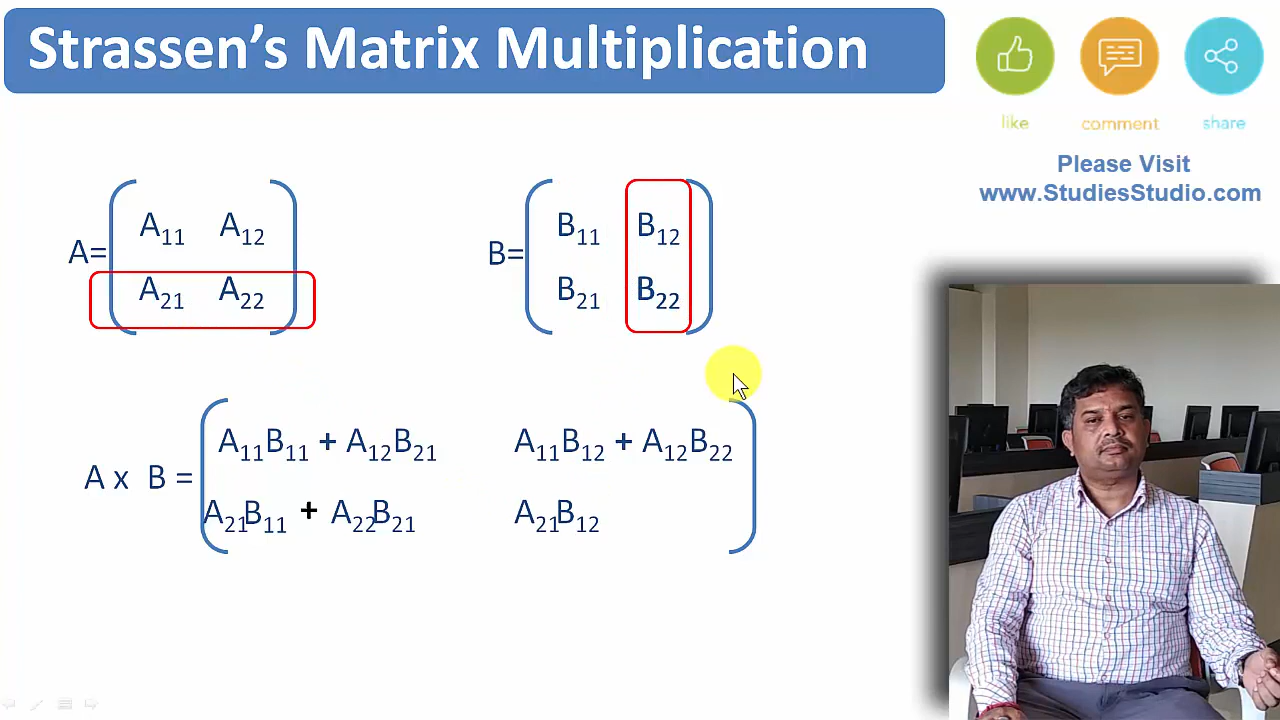 Strassen's Matrix Multiplication
like comment share
Please Visit
www.StudiesStudio.com
A₁₁ A₁₂
A=
A₂₁ A₂₂
B₁₁ B₁₂
B=
B₂₁ B₂₂
A₁₁B₁₁ + A₁₂B₂₁ A₁₁B₁₂ + A₁₂B₂₂
A x B =
A₂₁B₁₁ + A₂₂B₂₁ A₂₁B₁₂